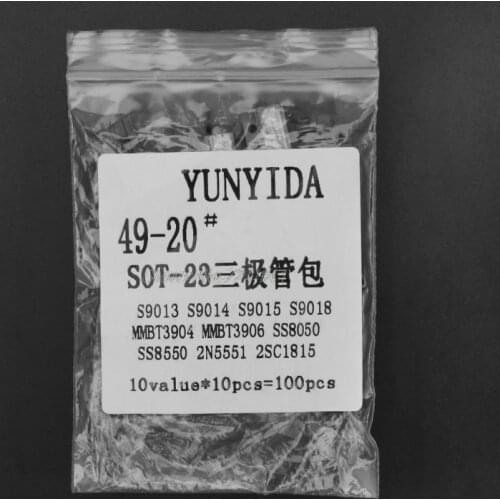 YUNYIDA
49-20#
SOT-23三极管包
S9013 S9014 S9015 S9018
MMBT3904 MMBT3906 SS8050
SS8550 2N5551 2SC1815
10value*10pcs=100pcs